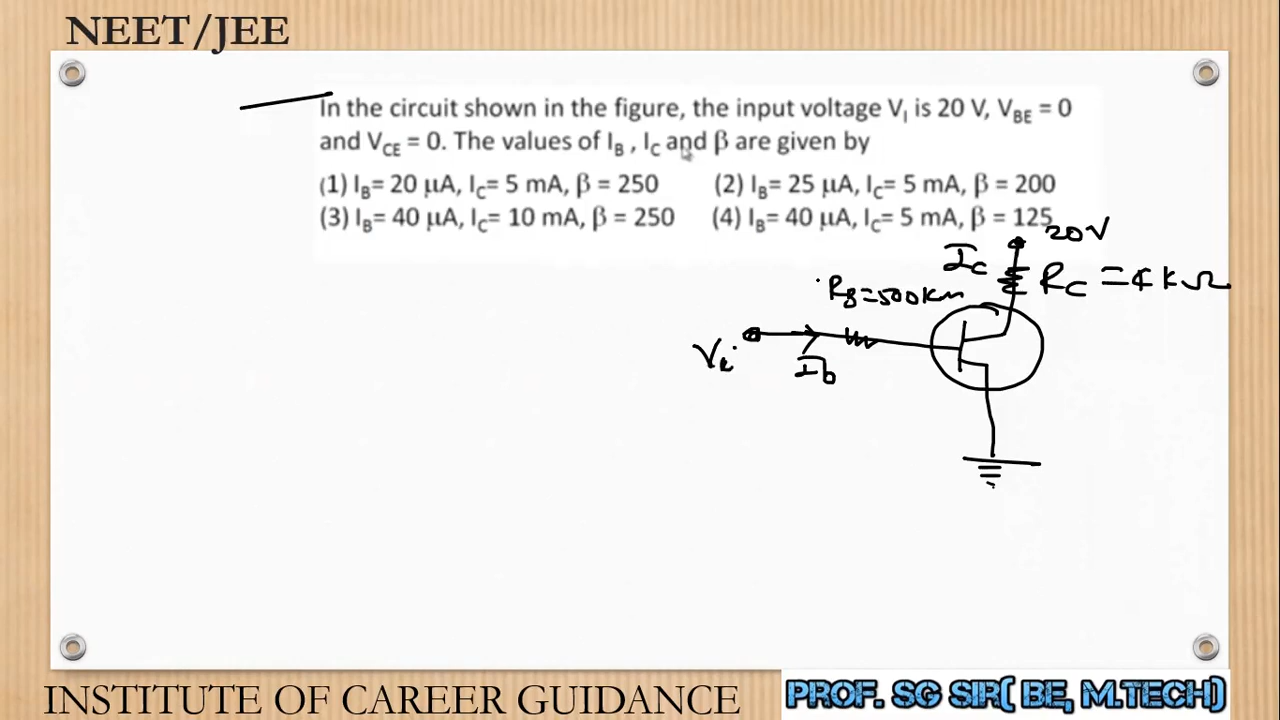 NEET/JEE
In the circuit shown in the figure, the input voltage V_I is 20 V, V_BE = 0
and V_CE = 0. The values of I_B , I_C and β are given by
(1) I_B= 20 μA, I_C= 5 mA, β = 250 (2) I_B= 25 μA, I_C= 5 mA, β = 200
(3) I_B= 40 μA, I_C= 10 mA, β = 250 (4) I_B= 40 μA, I_C= 5 mA, β = 125
20V
I_C
R_C = 4 KΩ
R_B=500K
V_i
I_b
INSTITUTE OF CAREER GUIDANCE
PROF. SG SIR( BE, M.TECH)